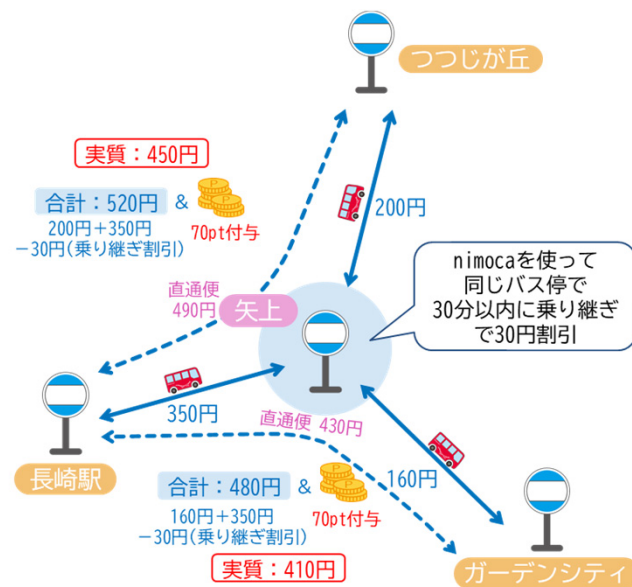 つつじが丘
実質：450円
合計：520円
&
200円＋350円
－30円(乗り継ぎ割引)
70pt付与
200円
nimocaを使って
同じバス停で
30分以内に乗り継ぎ
で30円割引
直通便
490円
矢上
350円
長崎駅
直通便 430円
160円
合計：480円
&
160円＋350円
－30円(乗り継ぎ割引)
70pt付与
実質：410円
ガーデンシティ